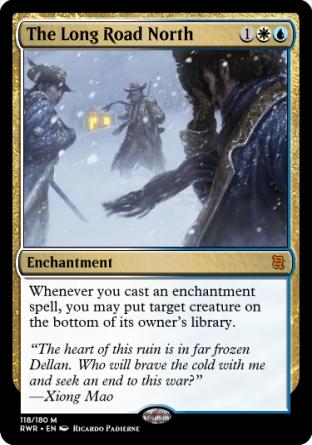 The Long Road North 1
Enchantment
Whenever you cast an enchantment
spell, you may put target creature on
the bottom of its owner’s library.
“The heart of this ruin is in far frozen
Dellan. Who will brave the cold with me
and seek an end to this war?”
—Xiong Mao
118/180 M
RWR • EN Ricardo Padierne